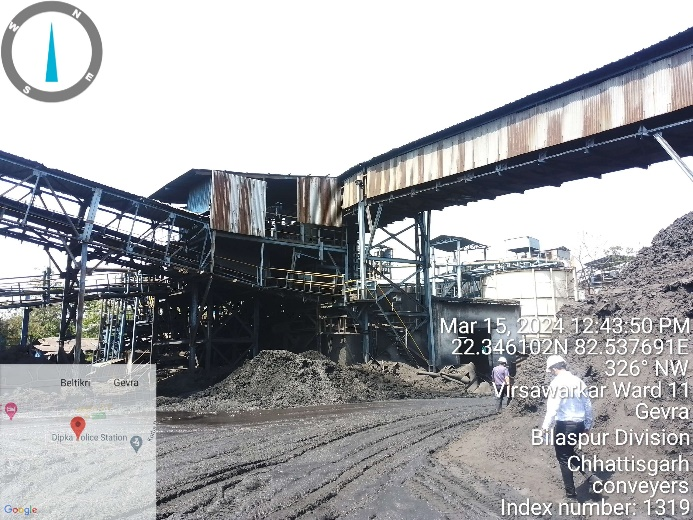 N
W
E
S
Mar 15, 2024 12:43:50 PM
22.346102N 82.537691E
326° NW
Virsawarkar Ward 11
Gevra
Bilaspur Division
Chhattisgarh
conveyers
Index number: 1319
Beltikri Gevra
Dipka Police Station
Google